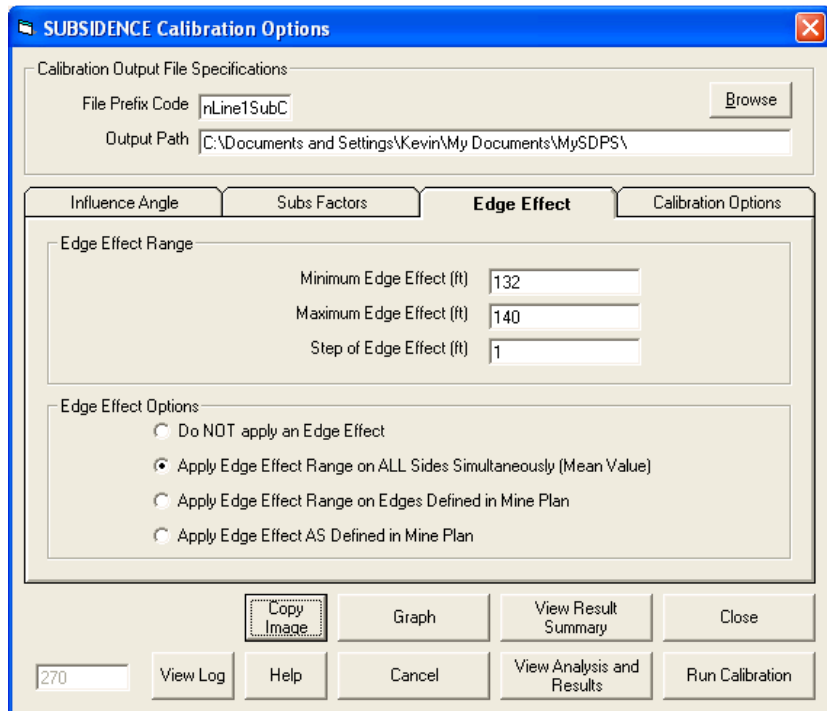 SUBSIDENCE Calibration Options
Calibration Output File Specifications
File Prefix Code nLine1SubC
Browse
Output Path C:\Documents and Settings\Kevin\My Documents\MySDPS\
Influence Angle Subs Factors Edge Effect Calibration Options
Edge Effect Range
Minimum Edge Effect (ft) 132
Maximum Edge Effect (ft) 140
Step of Edge Effect (ft) 1
Edge Effect Options
Do NOT apply an Edge Effect
Apply Edge Effect Range on ALL Sides Simultaneously (Mean Value)
Apply Edge Effect Range on Edges Defined in Mine Plan
Apply Edge Effect AS Defined in Mine Plan
Copy
Image
Graph
View Result
Summary
Close
270
View Log
Help
Cancel
View Analysis and
Results
Run Calibration